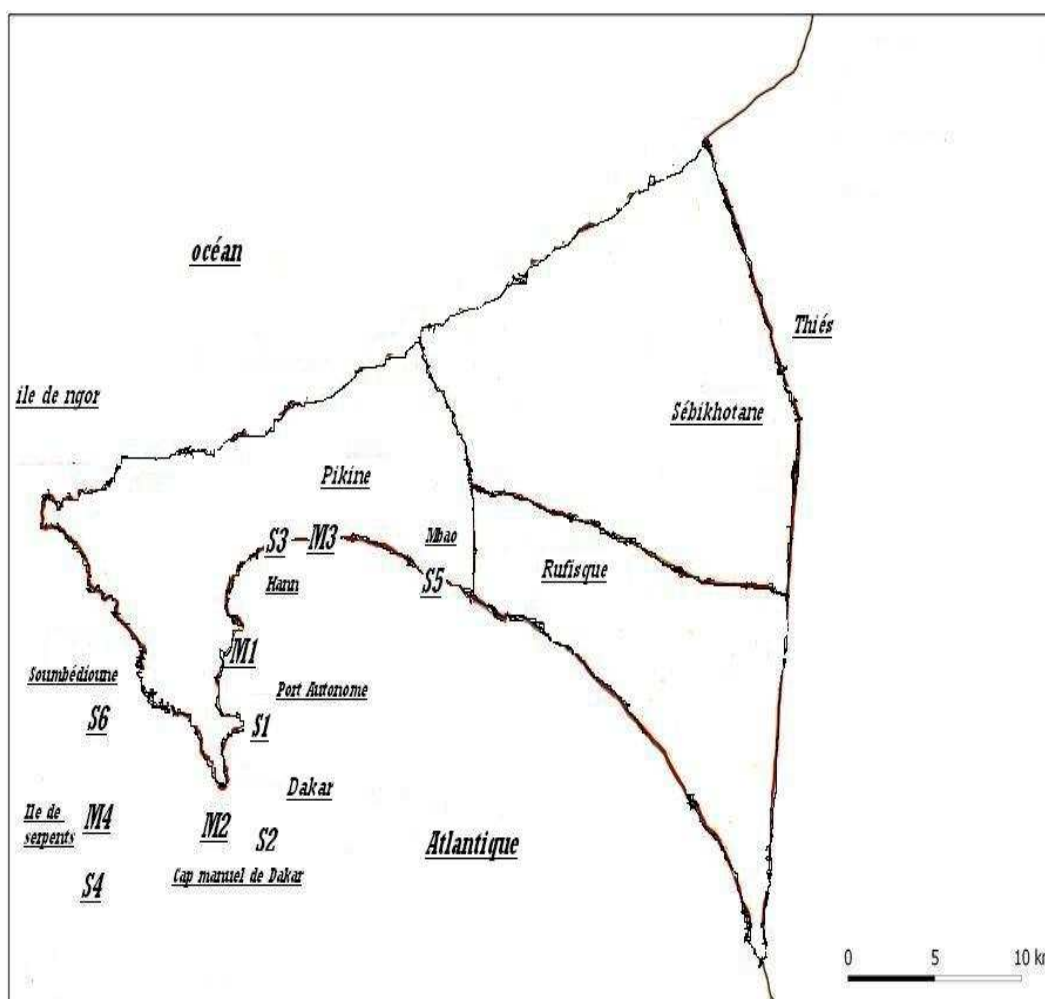 océan
Thiés
ile de ngor
Sébikhotane
Pikine
Mbao
S3
M3
Rufisque
Hann
S5
M1
Soumbédioune
Port Autonome
S6
S1
Dakar
Ile de
serpents
M4
M2
S2
Atlantique
Cap manuel de Dakar
S4
0 5 10 km